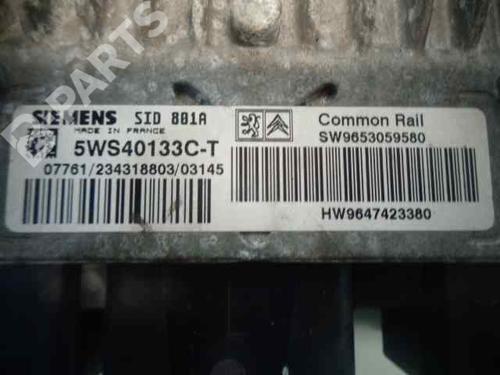 SIEMENS SID 801A
MADE IN FRANCE
5WS40133C-T
07761/234318803/03145
Common Rail
SW9653059580
HW9647423380
D-PARTS